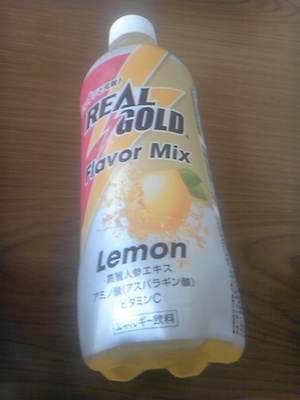 REAL
GOLD
Flavor Mix
Lemon
高麗人参エキス
アミノ酸(アスパラギン酸)
ビタミンC
エネルギー飲料